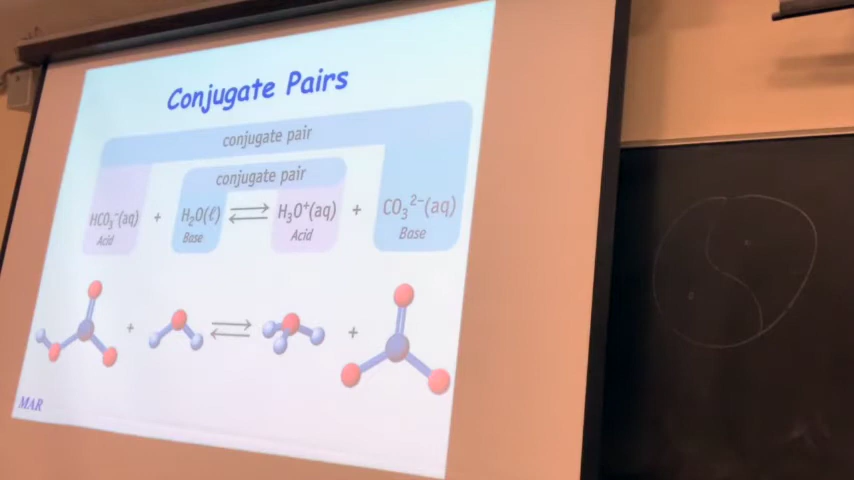 Conjugate Pairs
conjugate pair
conjugate pair
HCO₃⁻(aq) + H₂O(ℓ) ⇌ H₃O⁺(aq) + CO₃²⁻(aq)
Acid Base Acid Base
+ ⇌ +
MAR